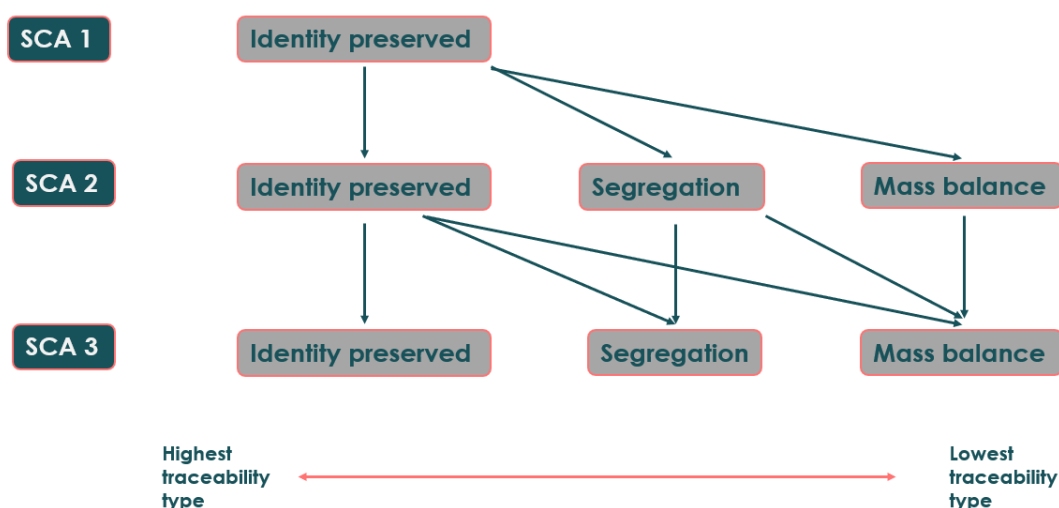 SCA 1
Identity preserved
SCA 2
Identity preserved
Segregation
Mass balance
SCA 3
Identity preserved
Segregation
Mass balance
Highest
traceability
type
Lowest
traceability
type